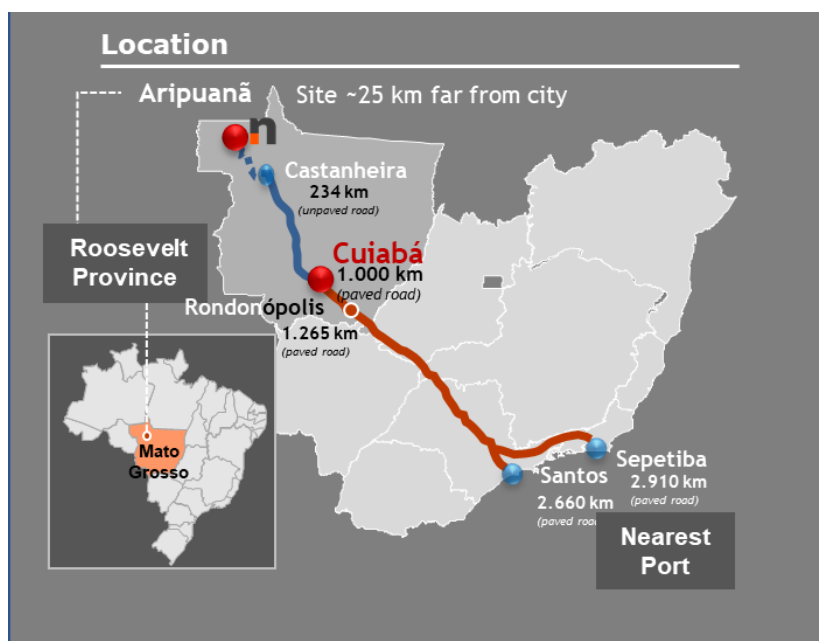 Location
Aripuanã
Site ~25 km far from city
n
Castanheira
234 km
(unpaved road)
Roosevelt
Province
Cuiabá
1.000 km
(paved road)
Rondonópolis
1.265 km
(paved road)
Mato
Grosso
Sepetiba
2.910 km
(paved road)
Santos
2.660 km
(paved road
Nearest
Port